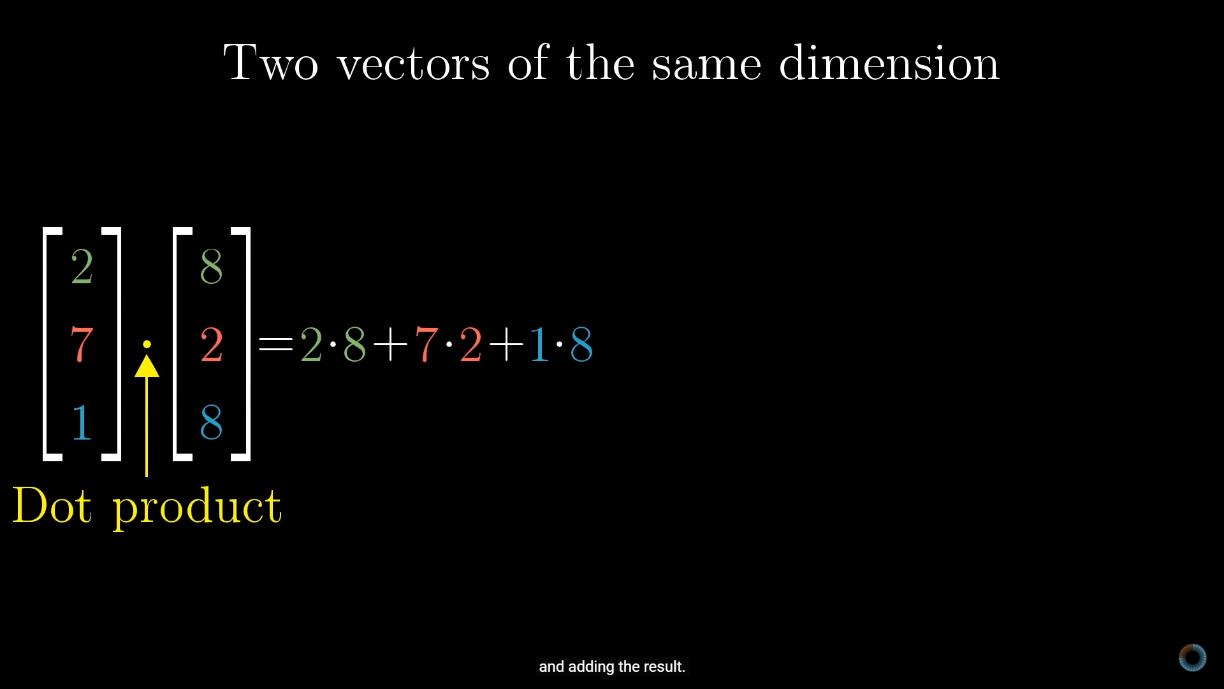 Two vectors of the same dimension
2 8
7 · 2 =2·8+7·2+1·8
1 8
Dot product
and adding the result.